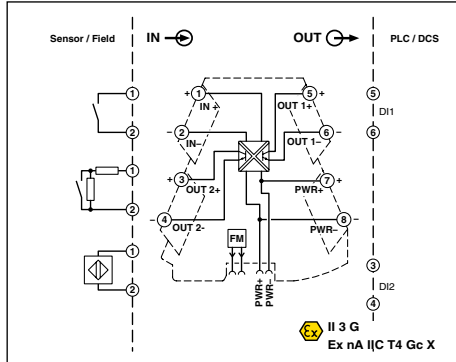 Sensor / Field
IN
OUT
PLC / DCS
1
+ 1
5 +
5
IN +
OUT 1+
DI1
2
- 2
6 -
6
IN–
OUT 1–
1
+ 3
7 +
OUT 2+
PWR+
2
- 4
8 -
OUT 2-
PWR–
FM
1
3
PWR+
PWR–
DI2
2
4
Ex
II 3 G
Ex nA IIC T4 Gc X